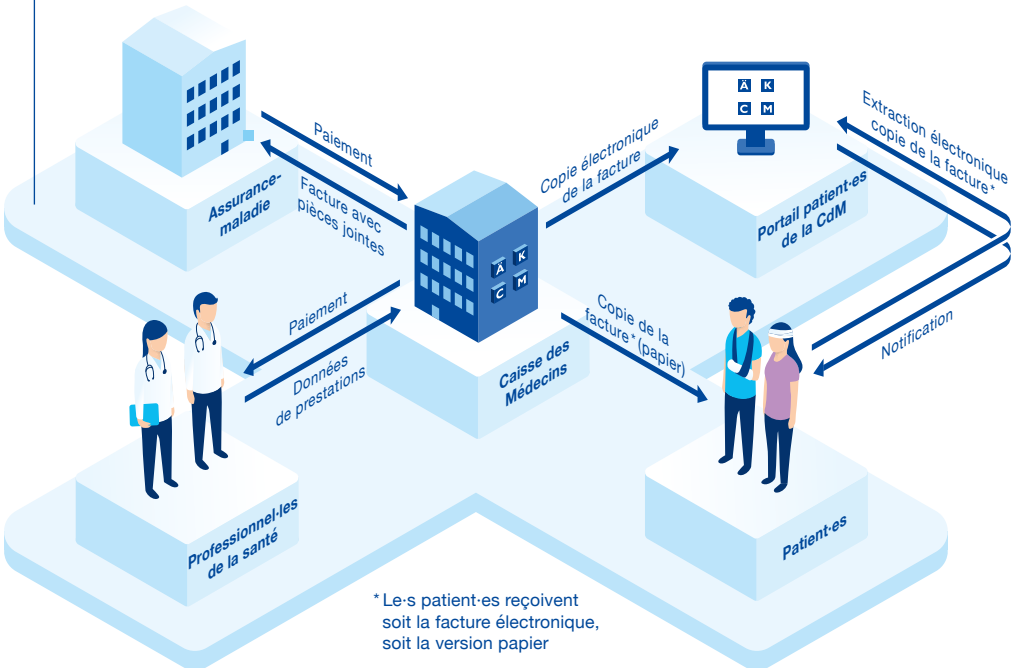 Ä K
C M
Extraction électronique
copie de la facture*
Paiement
Copie électronique
de la facture
Assurance-
maladie
Facture avec
pièces jointes
Portail patient·es
de la CdM
Ä K
C M
Paiement
Copie de la
facture* (papier)
Notification
Données
de prestations
Caisse des
Médecins
Professionnel·les
de la santé
Patient·es
* Le·s patient·es reçoivent
soit la facture électronique,
soit la version papier